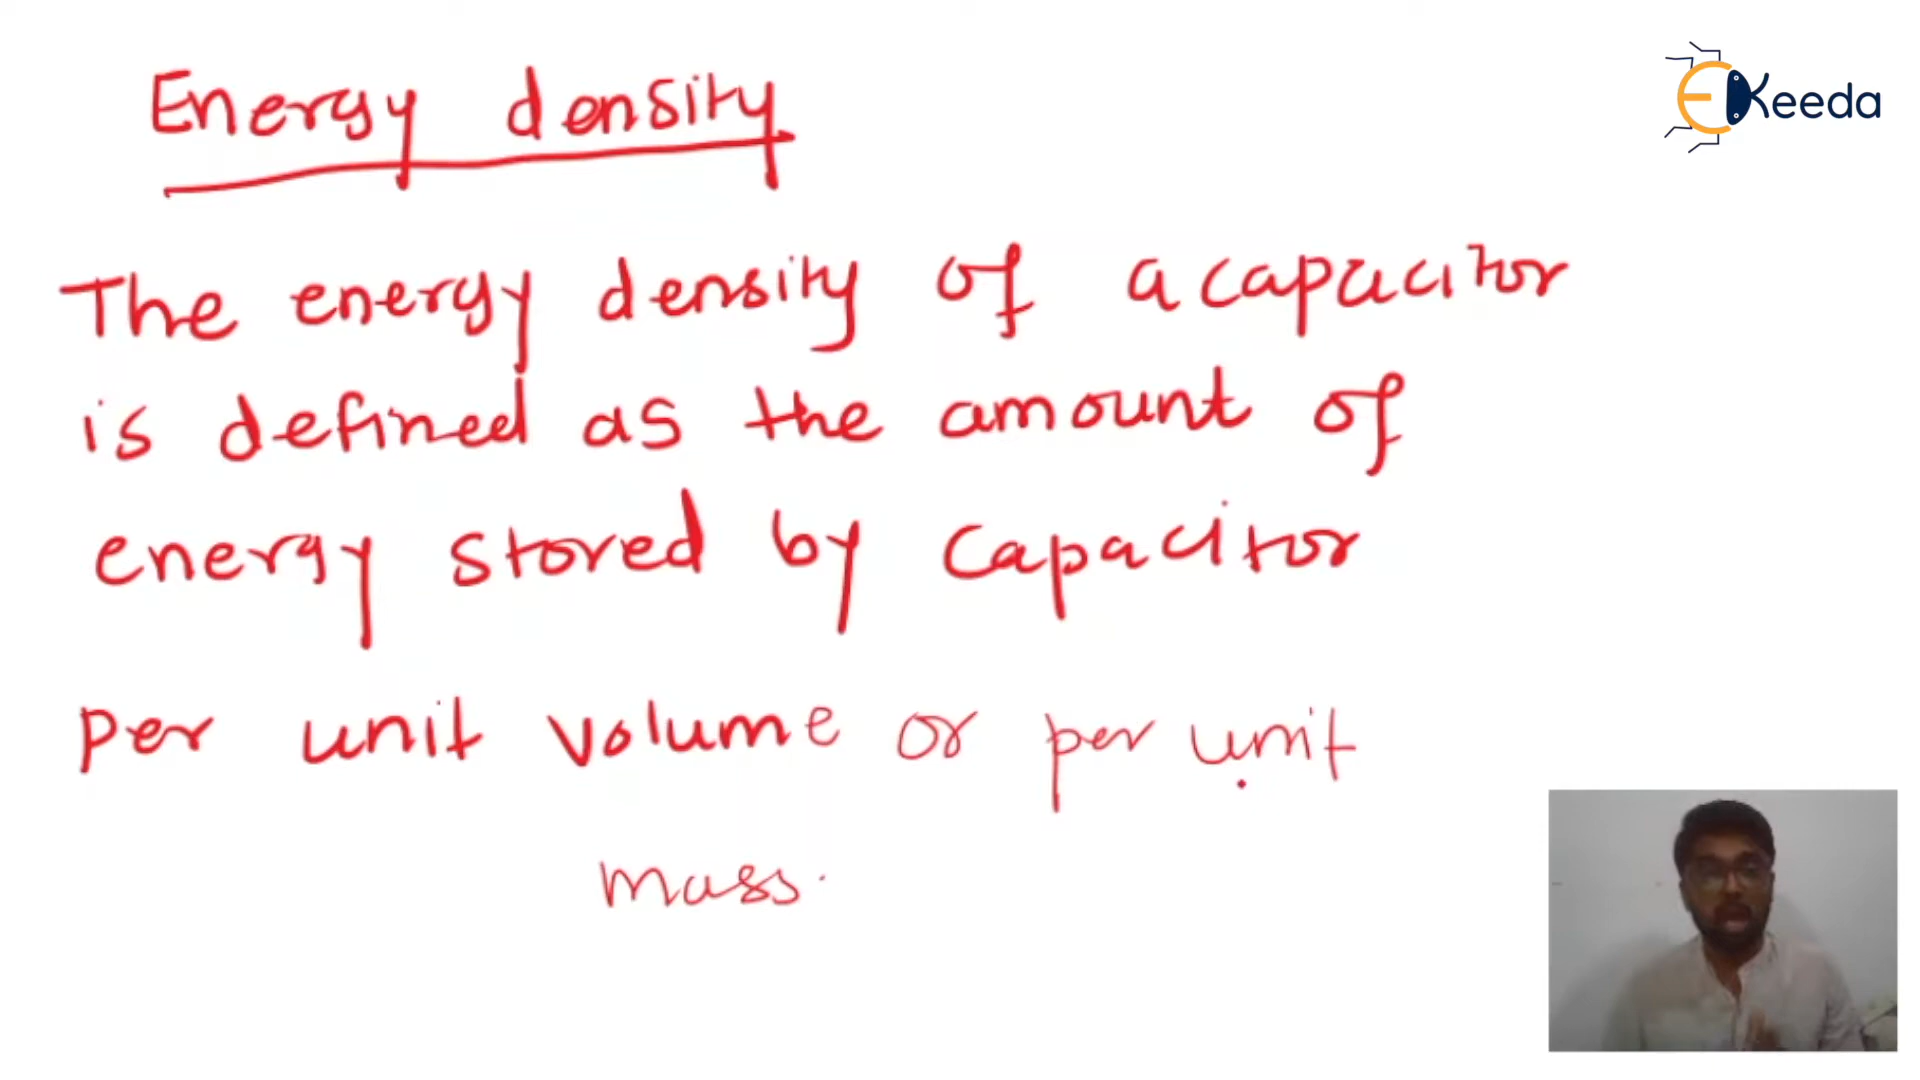 Energy density
EKeeda
The energy density of a capacitor
is defined as the amount of
energy stored by capacitor
per unit volume or per unit
mass.